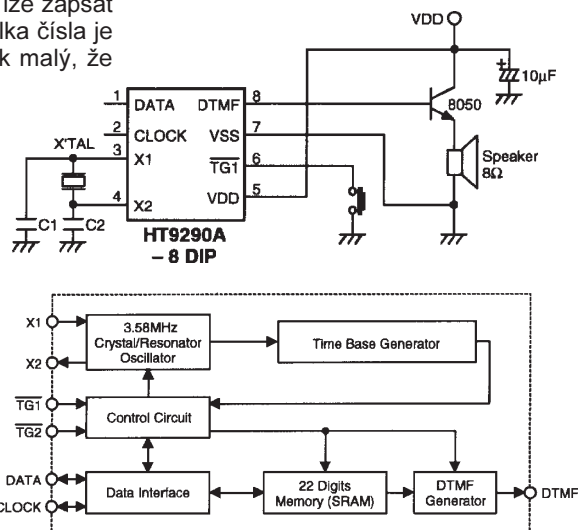 lze zapsat
lka čísla je
k malý, že
VDD
10µF
8050
Speaker
8Ω
1 DATA DTMF 8
2 CLOCK VSS 7
X'TAL
3 X1 TG1 6
4 X2 VDD 5
C1 C2
HT9290A
– 8 DIP
X1
3.58MHz
Crystal/Resonator
Oscillator
Time Base Generator
X2
TG1
Control Circuit
TG2
DATA
Data Interface
22 Digits
Memory (SRAM)
DTMF
Generator
DTMF
CLOCK